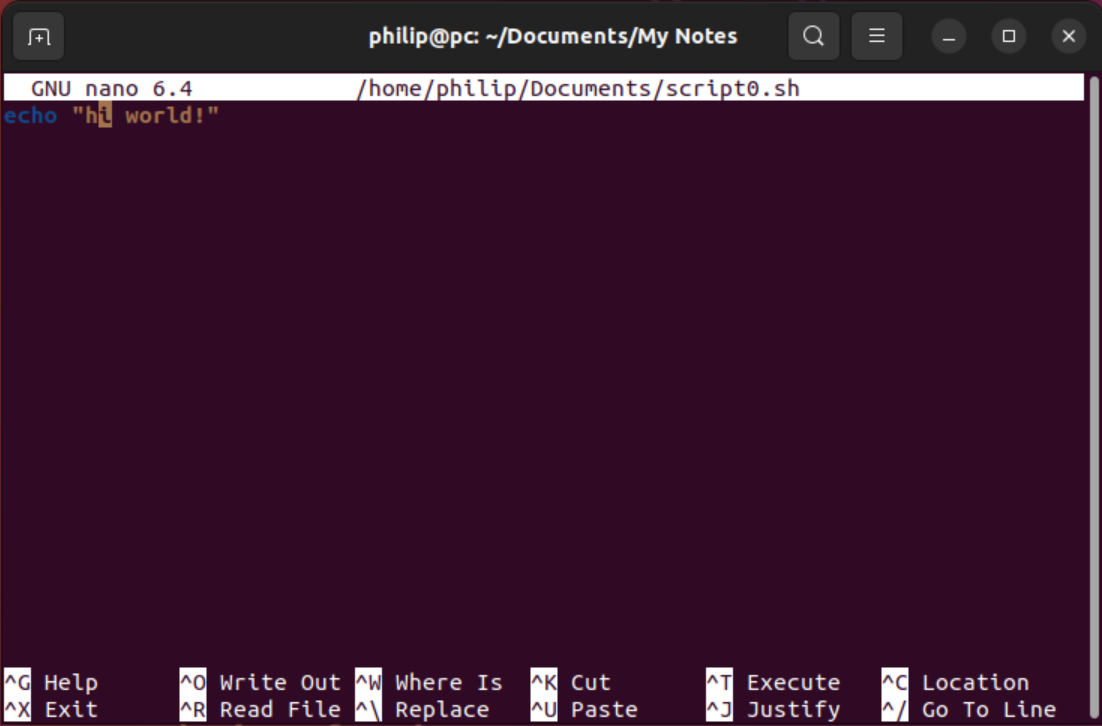 philip@pc: ~/Documents/My Notes
GNU nano 6.4 /home/philip/Documents/script0.sh
echo "hi world!"
^G Help ^O Write Out ^W Where Is ^K Cut ^T Execute ^C Location
^X Exit ^R Read File ^\ Replace ^U Paste ^J Justify ^/ Go To Line